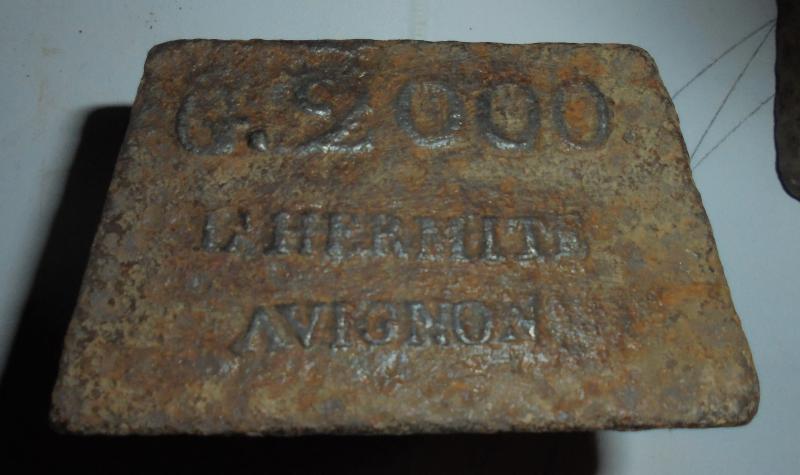 G. 2000
L'HERMITE
AVIGNON